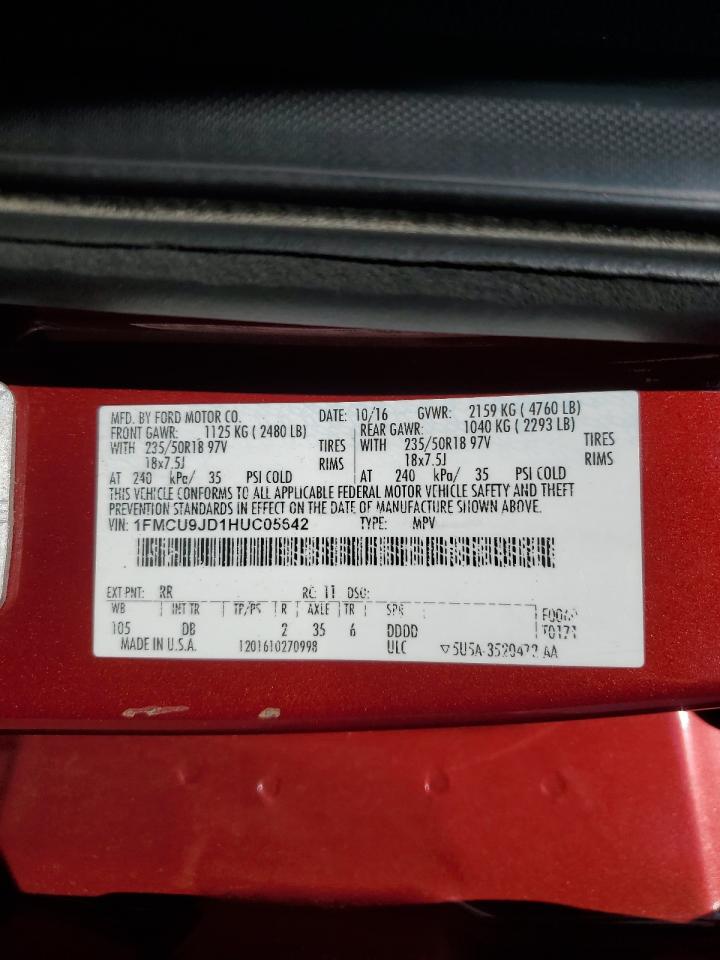 MFD. BY FORD MOTOR CO. DATE: 10/16 GVWR: 2159 KG ( 4760 LB)
FRONT GAWR: 1125 KG ( 2480 LB) REAR GAWR: 1040 KG ( 2293 LB)
WITH 235/50R18 97V TIRES WITH 235/50R18 97V TIRES
18x7.5J RIMS 18x7.5J RIMS
AT 240 kPa/ 35 PSI COLD AT 240 kPa/ 35 PSI COLD
THIS VEHICLE CONFORMS TO ALL APPLICABLE FEDERAL MOTOR VEHICLE SAFETY AND THEFT
PREVENTION STANDARDS IN EFFECT ON THE DATE OF MANUFACTURE SHOWN ABOVE.
VIN: 1FMCU9JD1HUC05642 TYPE: MPV
EXT PNT: RR RC: 11 DSO:
WB INT TR TP/PS R AXLE TR SPR
105 DB 2 35 6 DDDD T0171
MADE IN U.S.A. 1201610270998 ULC ▽5U5A-3520472 AA